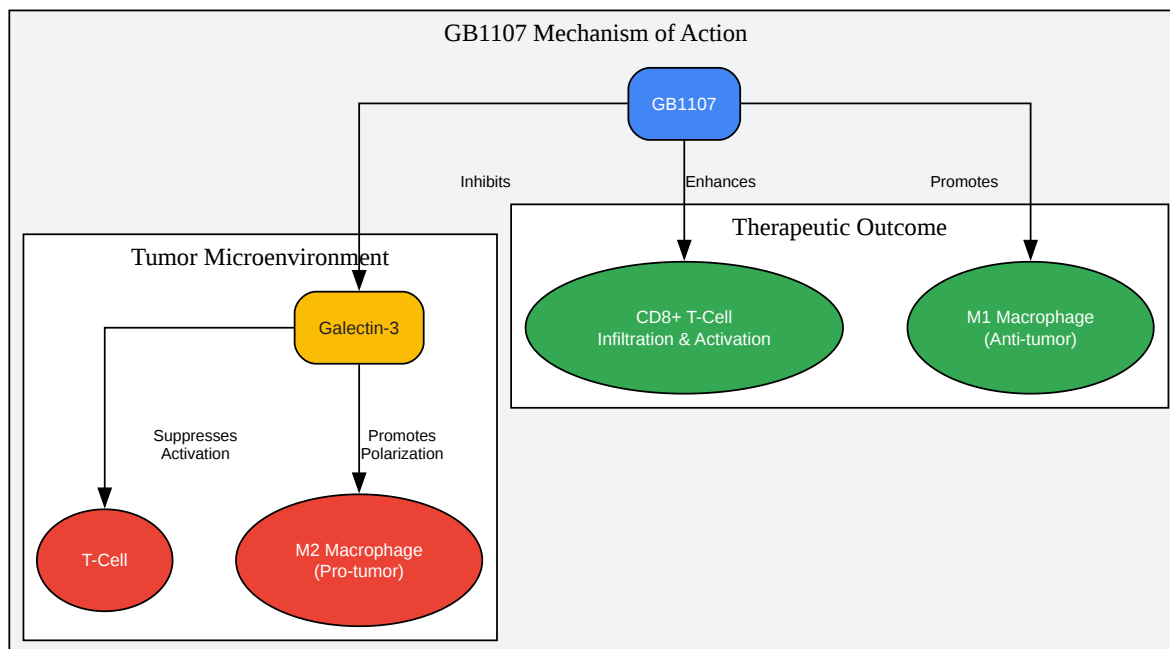 GB1107 Mechanism of Action
GB1107
Inhibits
Enhances
Promotes
Therapeutic Outcome
Tumor Microenvironment
CD8+ T-Cell
Infiltration & Activation
M1 Macrophage
(Anti-tumor)
Galectin-3
Suppresses
Activation
Promotes
Polarization
T-Cell
M2 Macrophage
(Pro-tumor)